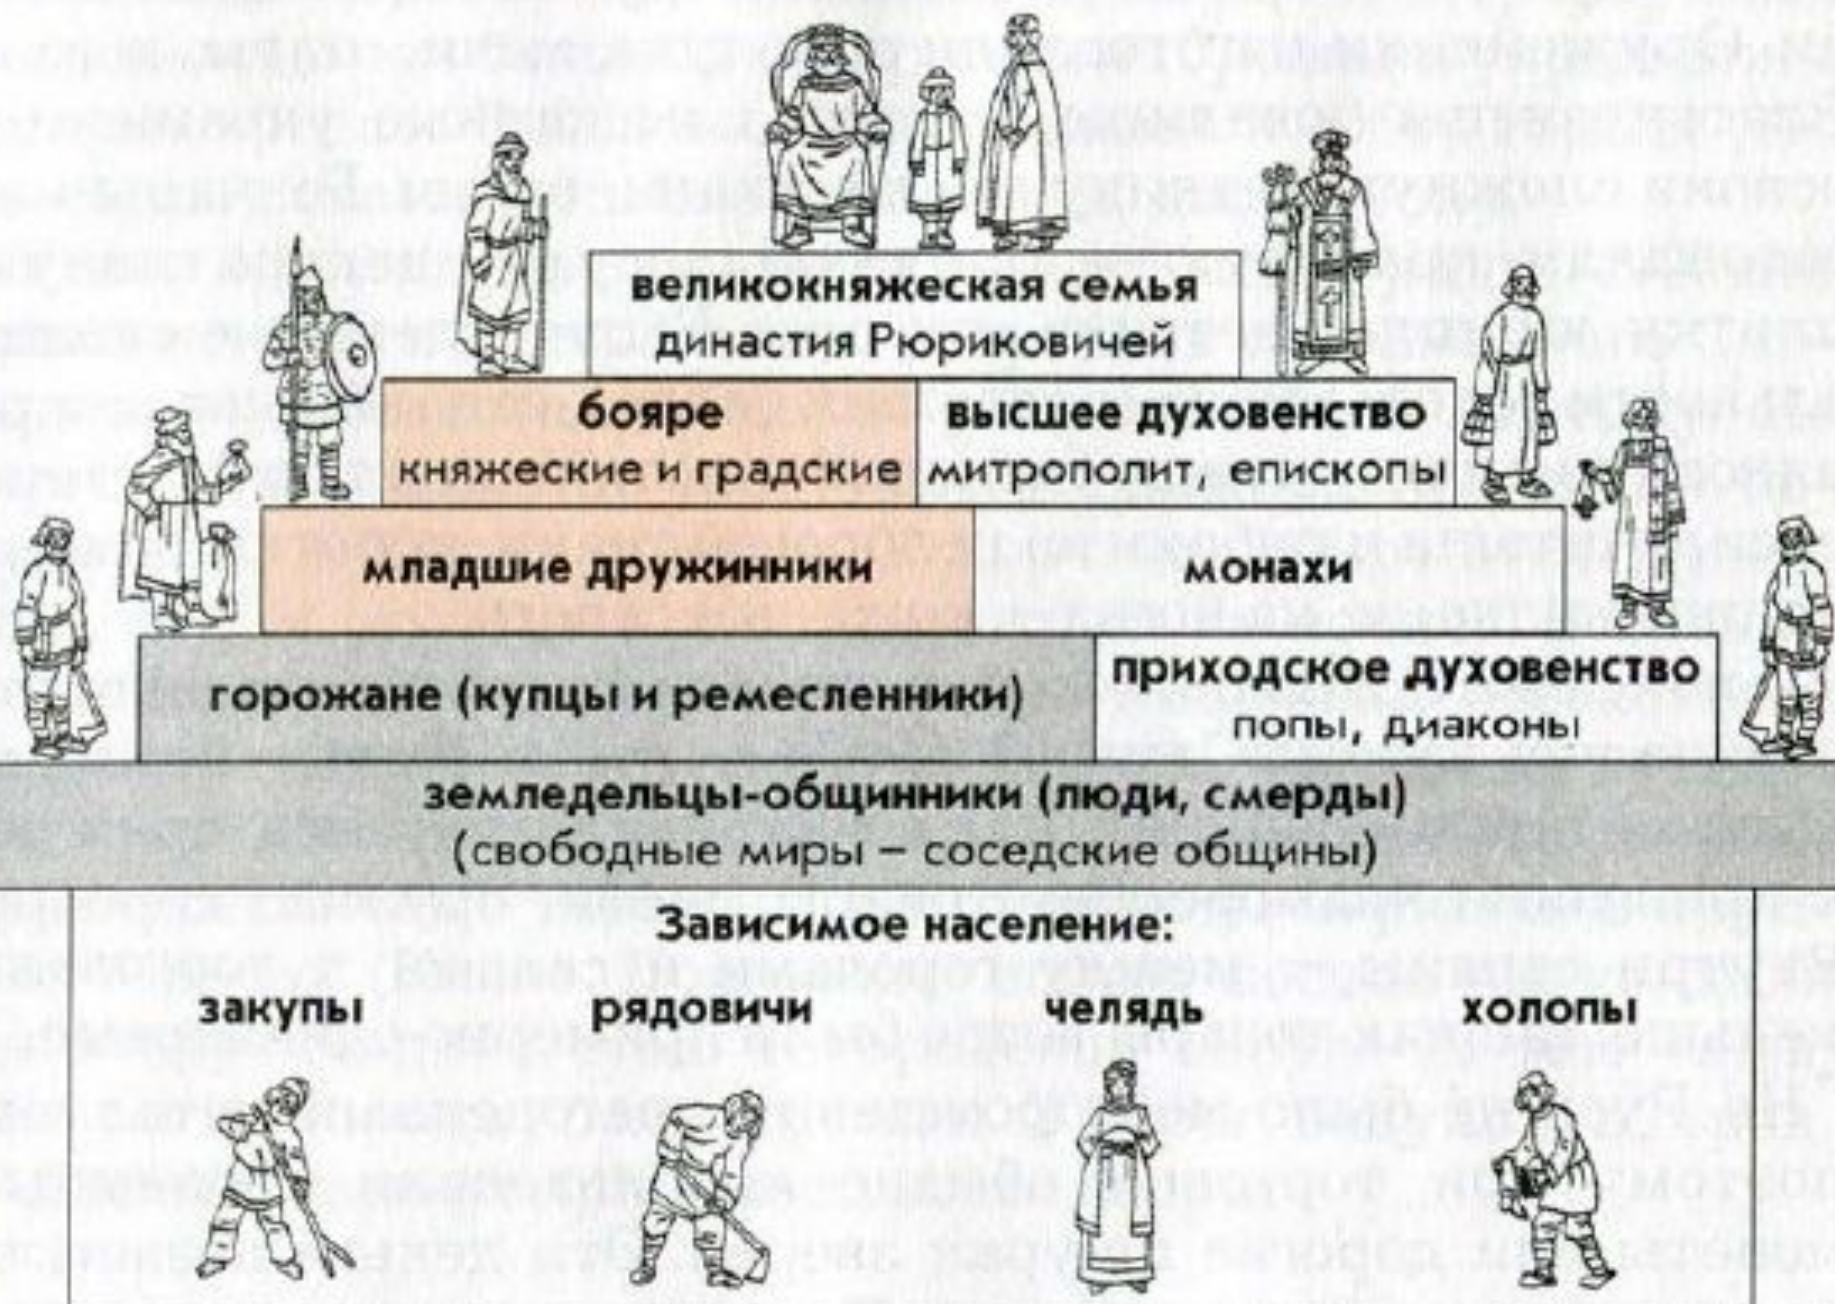 великокняжеская семья
династия Рюриковичей
бояре
княжеские и градские
высшее духовенство
митрополит, епископы
младшие дружинники
монахи
горожане (купцы и ремесленники)
приходское духовенство
попы, диаконы
земледельцы-общинники (люди, смерды)
(свободные миры – соседские общины)
Зависимое население:
закупы
рядовичи
челядь
холопы